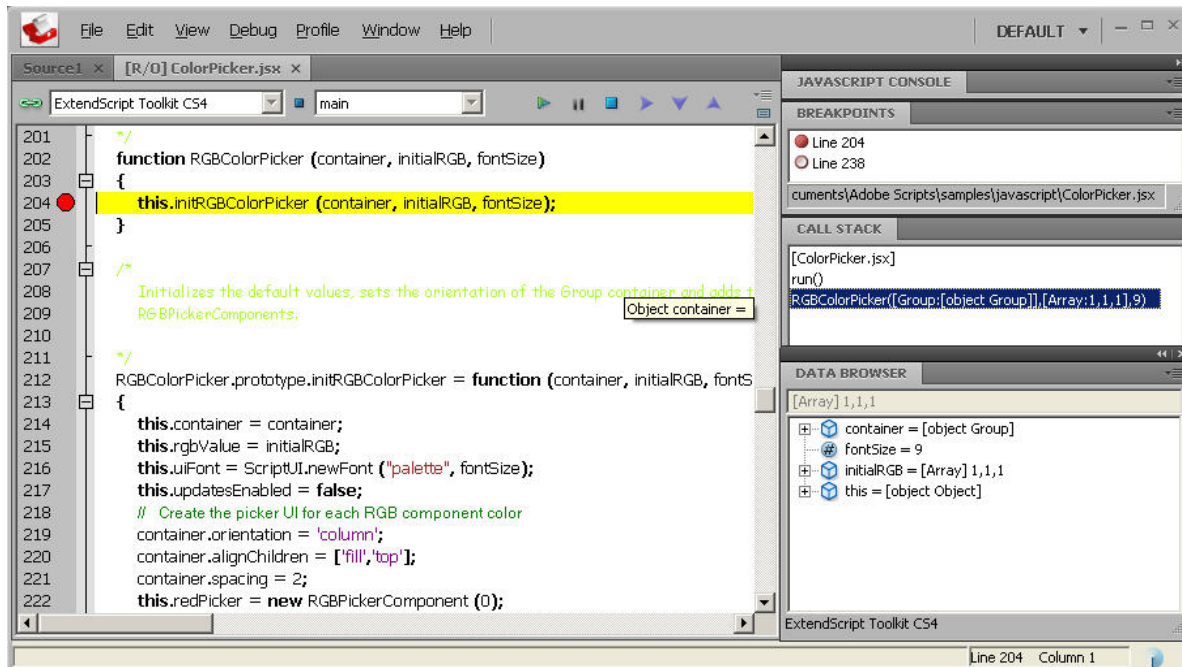 File Edit View Debug Profile Window Help
DEFAULT
Source1 × [R/O] ColorPicker.jsx ×
ExtendScript Toolkit CS4 main
201 */
202 function RGBColorPicker (container, initialRGB, fontSize)
203 {
204 this.initRGBColorPicker (container, initialRGB, fontSize);
205 }
206
207 /*
208 Initializes the default values, sets the orientation of the Group container and adds t
209 RGBPickerComponents.
Object container =
210
211 */
212 RGBColorPicker.prototype.initRGBColorPicker = function (container, initialRGB, fontS
213 {
214 this.container = container;
215 this.rgbValue = initialRGB;
216 this.uiFont = ScriptUI.newFont ("palette", fontSize);
217 this.updatesEnabled = false;
218 // Create the picker UI for each RGB component color
219 container.orientation = 'column';
220 container.alignChildren = ['fill','top'];
221 container.spacing = 2;
222 this.redPicker = new RGBPickerComponent (0);
JAVASCRIPT CONSOLE
BREAKPOINTS
Line 204
Line 238
cuments\Adobe Scripts\samples\javascript\ColorPicker.jsx
CALL STACK
[ColorPicker.jsx]
run()
RGBColorPicker([Group:[object Group]],[Array:1,1,1],9)
DATA BROWSER
[Array] 1,1,1
container = [object Group]
fontSize = 9
initialRGB = [Array] 1,1,1
this = [object Object]
ExtendScript Toolkit CS4
Line 204 Column 1